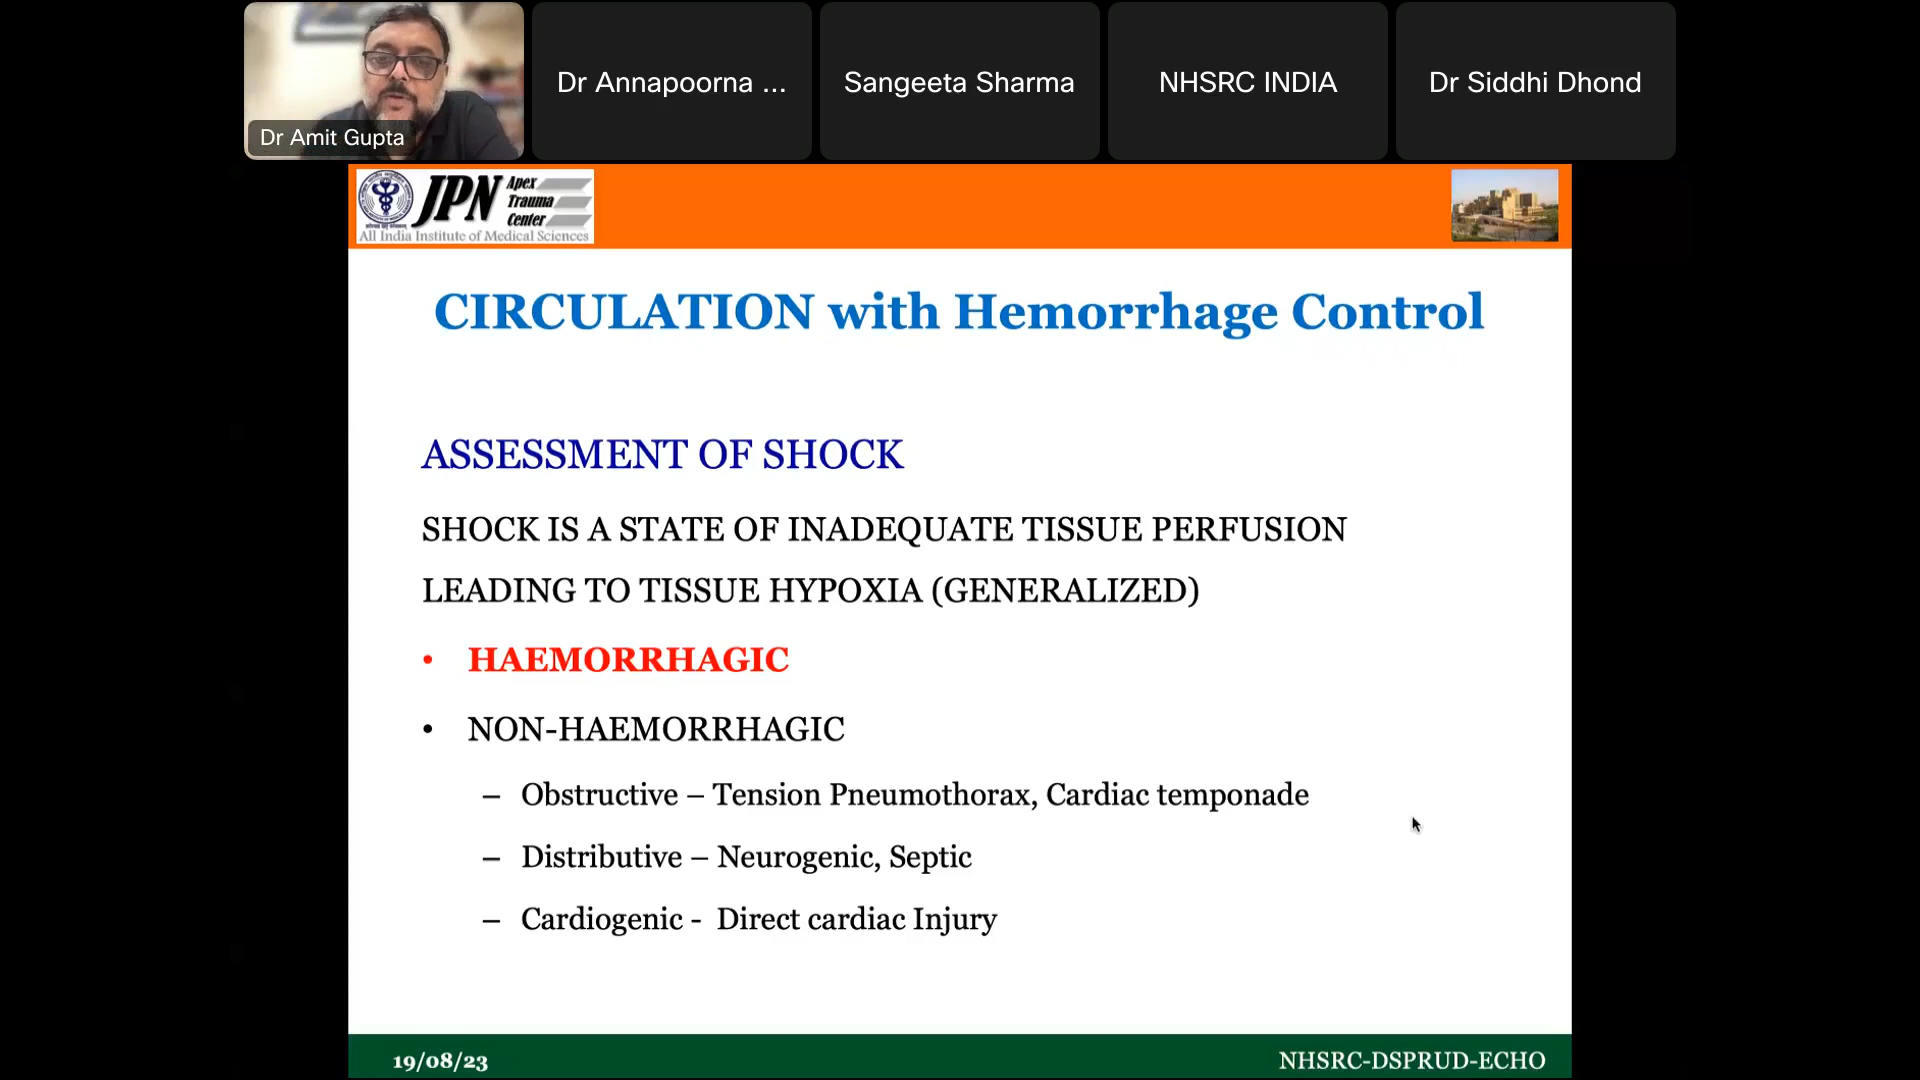 Dr Amit Gupta
Dr Annapoorna ...
Sangeeta Sharma
NHSRC INDIA
Dr Siddhi Dhond
JPN Apex
Trauma
Center
All India Institute of Medical Sciences
CIRCULATION with Hemorrhage Control
ASSESSMENT OF SHOCK
SHOCK IS A STATE OF INADEQUATE TISSUE PERFUSION
LEADING TO TISSUE HYPOXIA (GENERALIZED)
• HAEMORRHAGIC
• NON-HAEMORRHAGIC
– Obstructive – Tension Pneumothorax, Cardiac temponade
– Distributive – Neurogenic, Septic
– Cardiogenic - Direct cardiac Injury
19/08/23
NHSRC-DSPRUD-ECHO